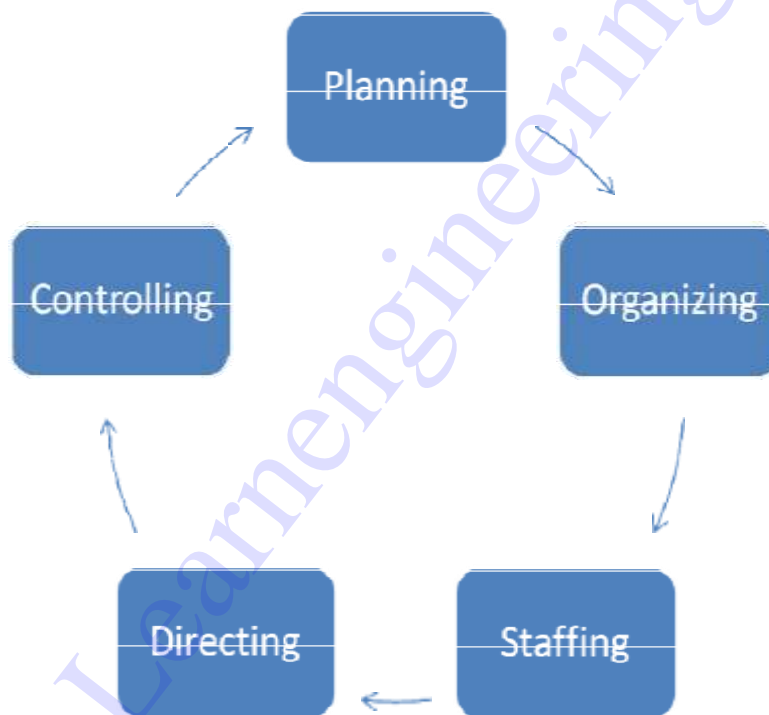 Planning
Organizing
Staffing
Directing
Controlling
Learnengineering